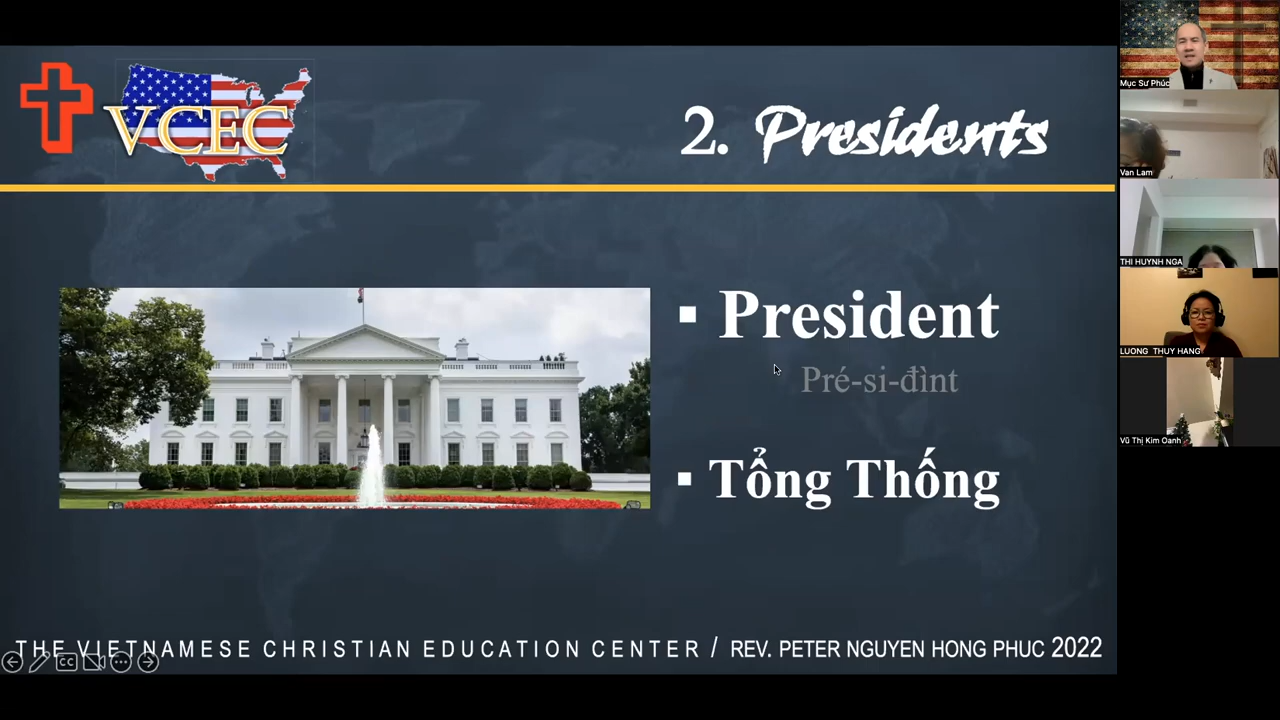 VCEC
2. Presidents
▪ President
Pré-si-đình
▪ Tổng Thống
THE VIETNAMESE CHRISTIAN EDUCATION CENTER / REV. PETER NGUYEN HONG PHUC 2022
CC
Mục Sư Phúc
Van Lam
THI HUYNH NGA
LUONG THUY HANG
Vũ Thị Kim Oanh